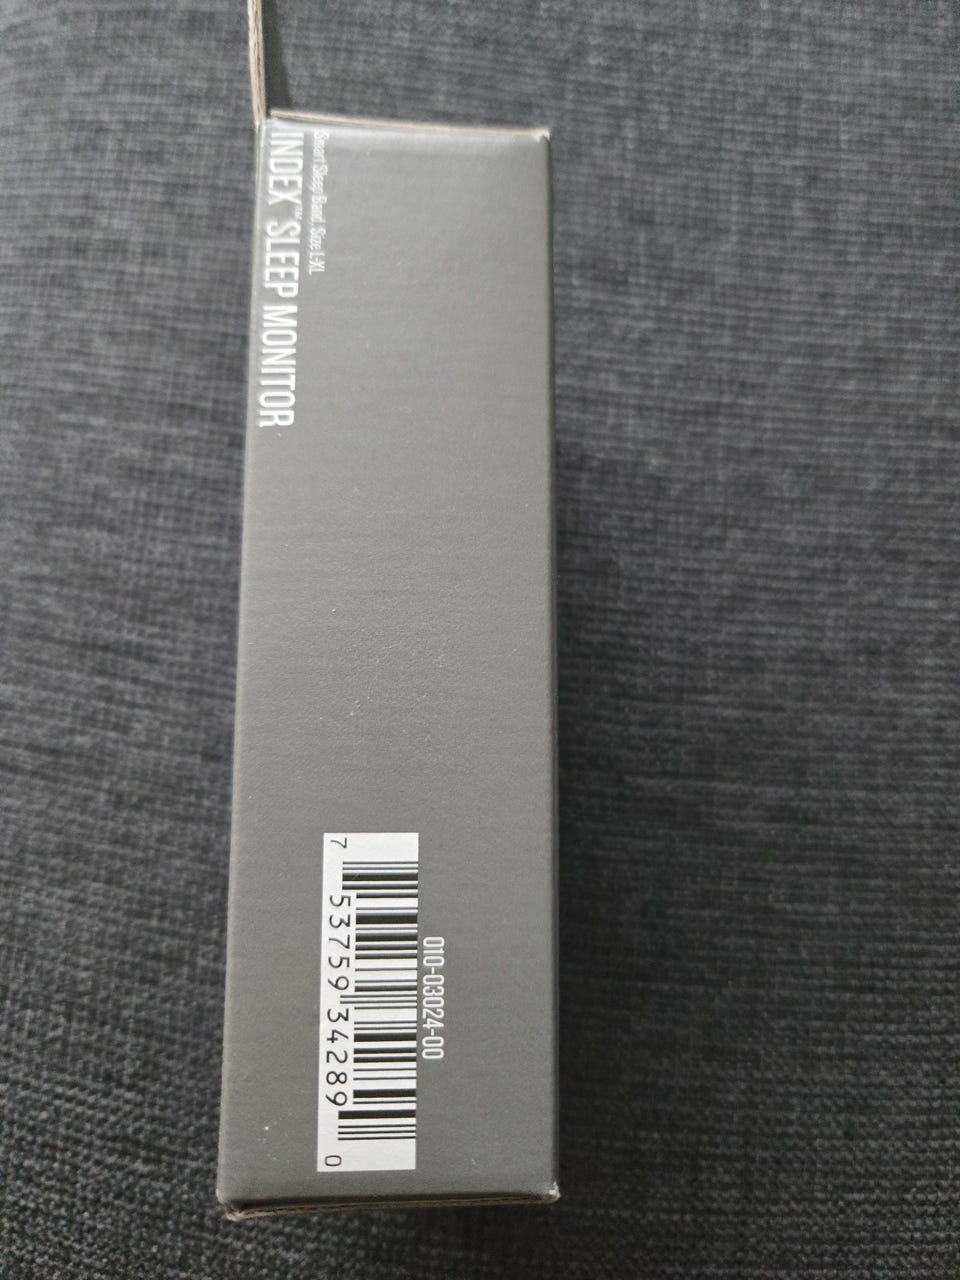 Smart Sleep Band, Size L-XL
INDEX™ SLEEP MONITOR
010-03024-00
7 53759 34289 0